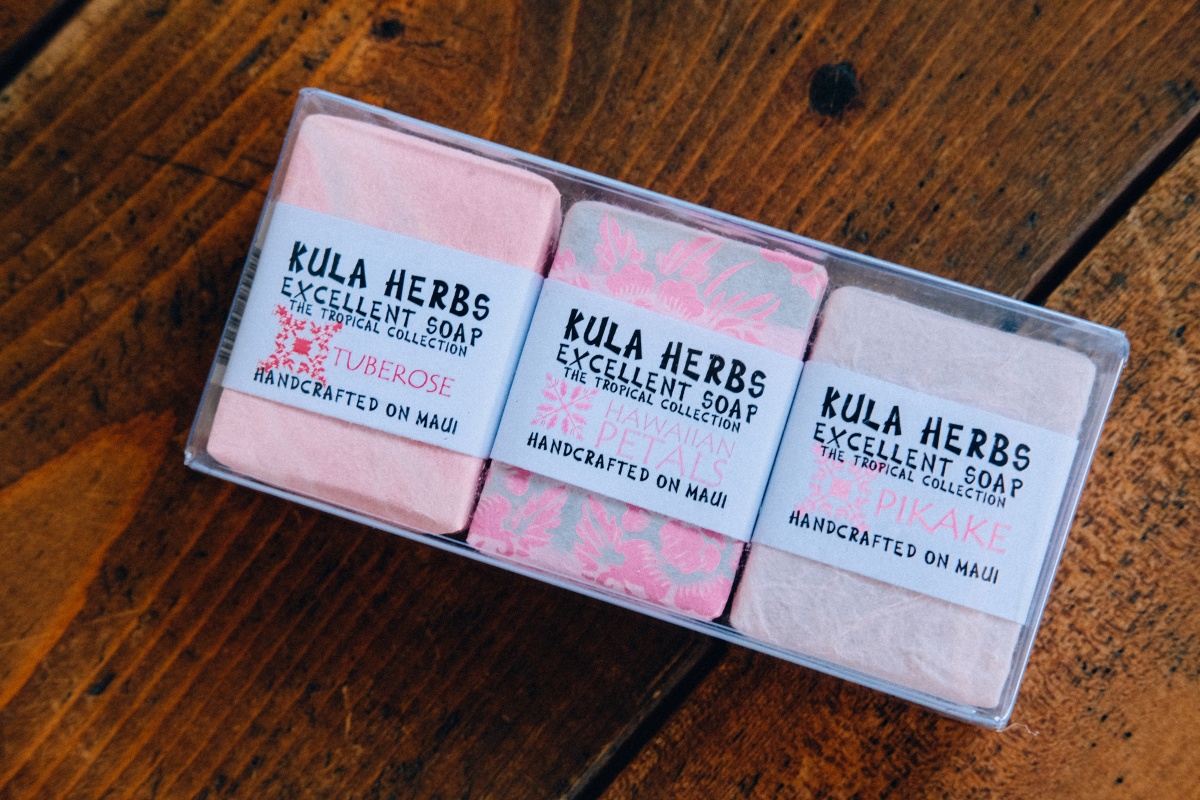 KULA HERBS
EXCELLENT SOAP
THE TROPICAL COLLECTION
TUBEROSE
HANDCRAFTED ON MAUI
KULA HERBS
EXCELLENT SOAP
THE TROPICAL COLLECTION
HAWAIIAN
PETALS
HANDCRAFTED ON MAUI
KULA HERBS
EXCELLENT SOAP
THE TROPICAL COLLECTION
PIKAKE
HANDCRAFTED ON MAUI